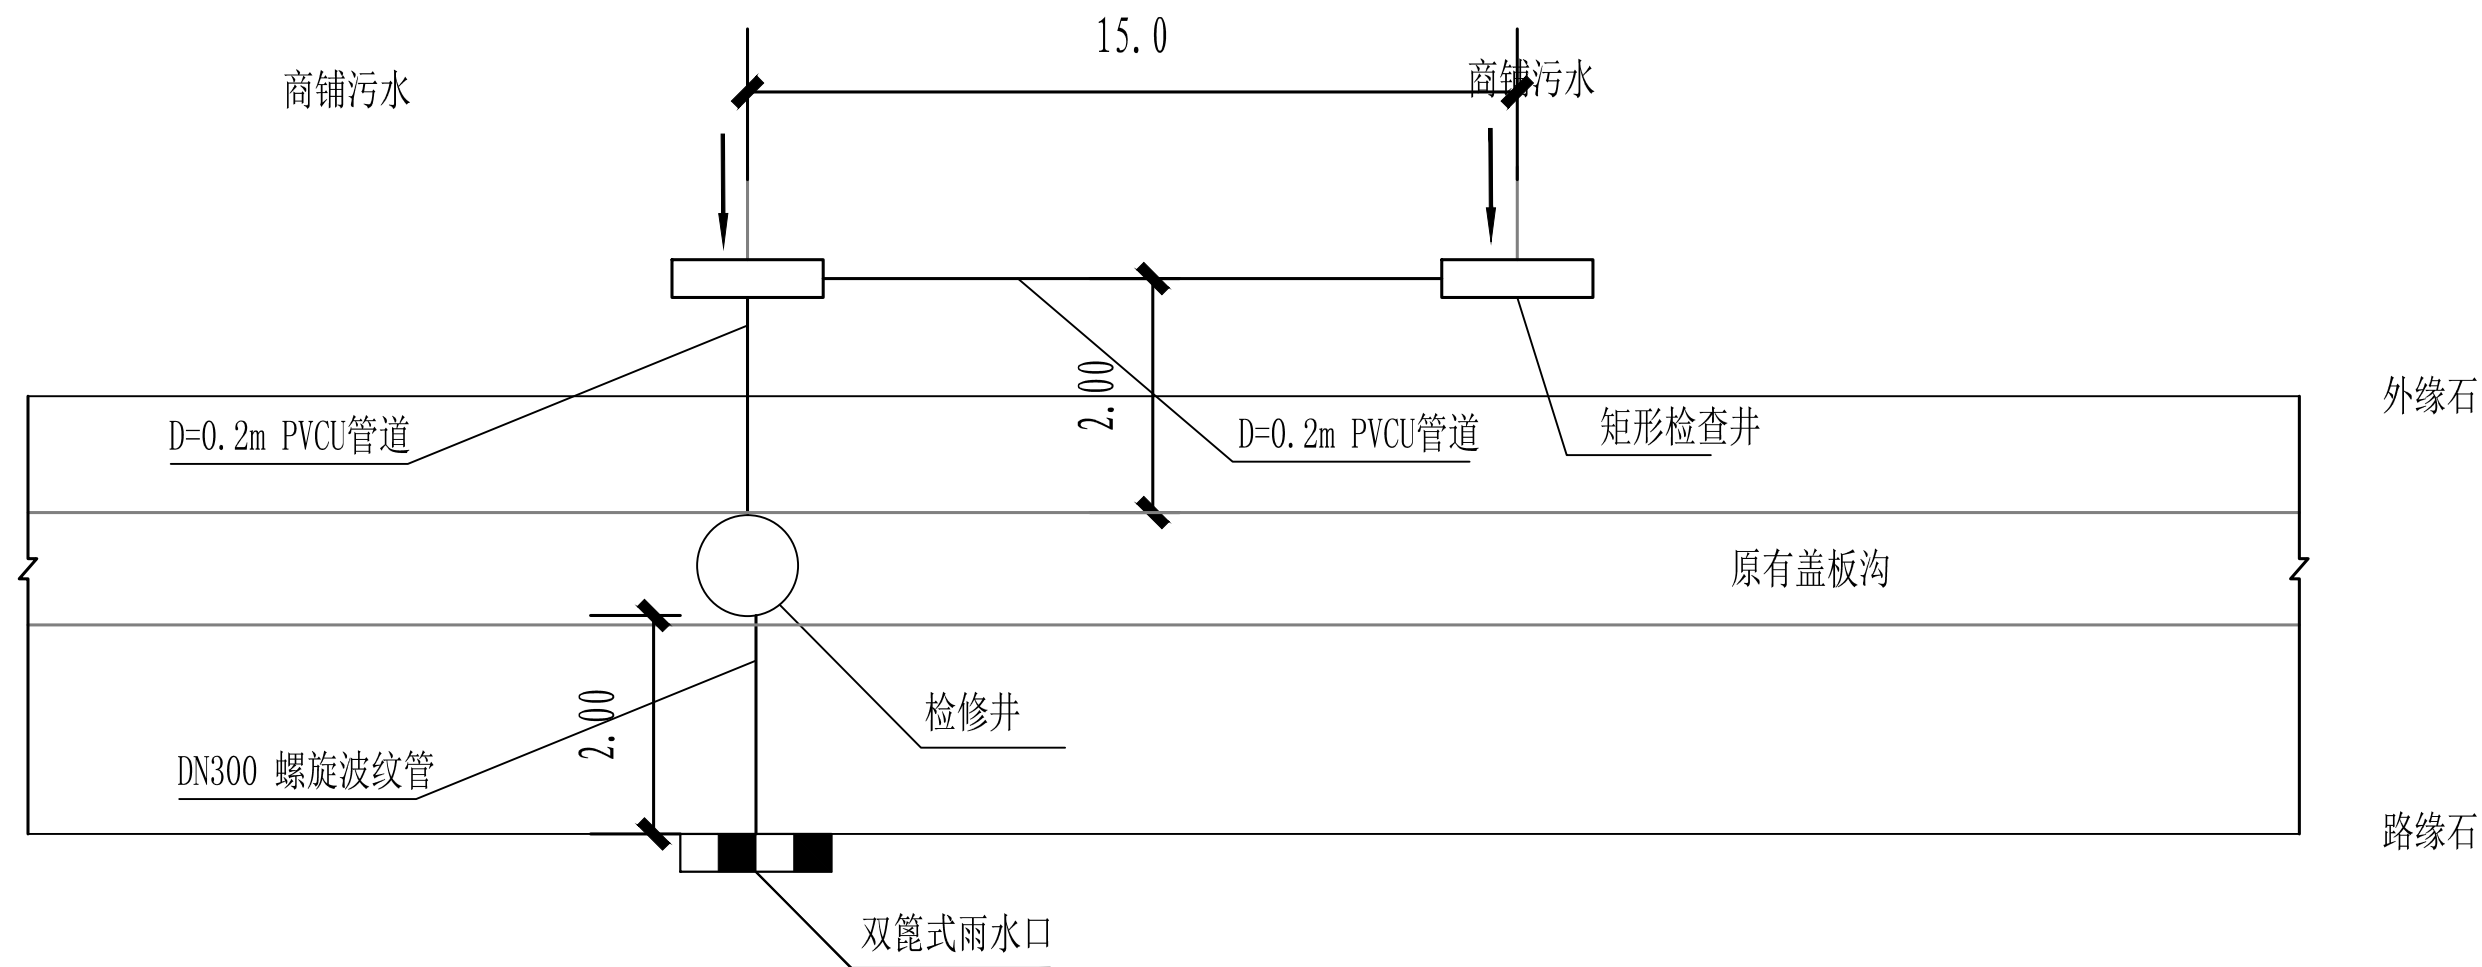 15.0
商铺污水
商铺污水
2.00
外缘石
D=0.2m PVCU管道
D=0.2m PVCU管道
矩形检查井
原有盖板沟
2.00
检修井
DN300 螺旋波纹管
路缘石
双篦式雨水口